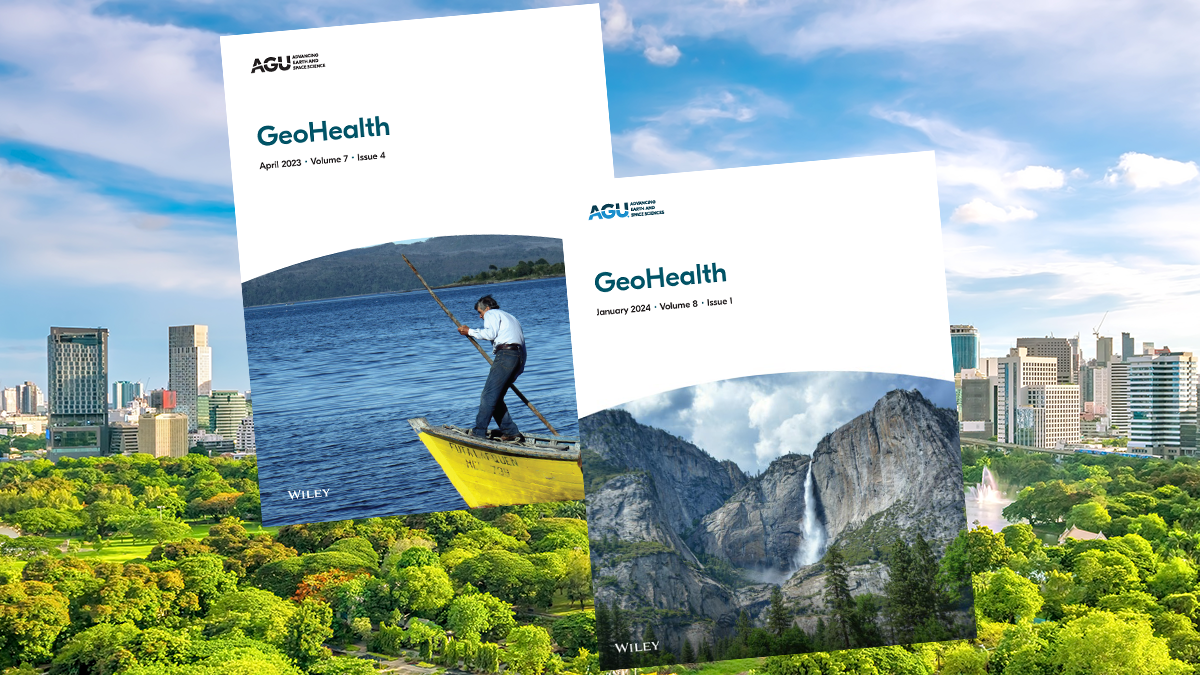 AGU
ADVANCING
EARTH AND
SPACE SCIENCE
GeoHealth
April 2023 · Volume 7 · Issue 4
WILEY
AGU
ADVANCING
EARTH AND
SPACE SCIENCES
GeoHealth
January 2024 · Volume 8 · Issue 1
WILEY